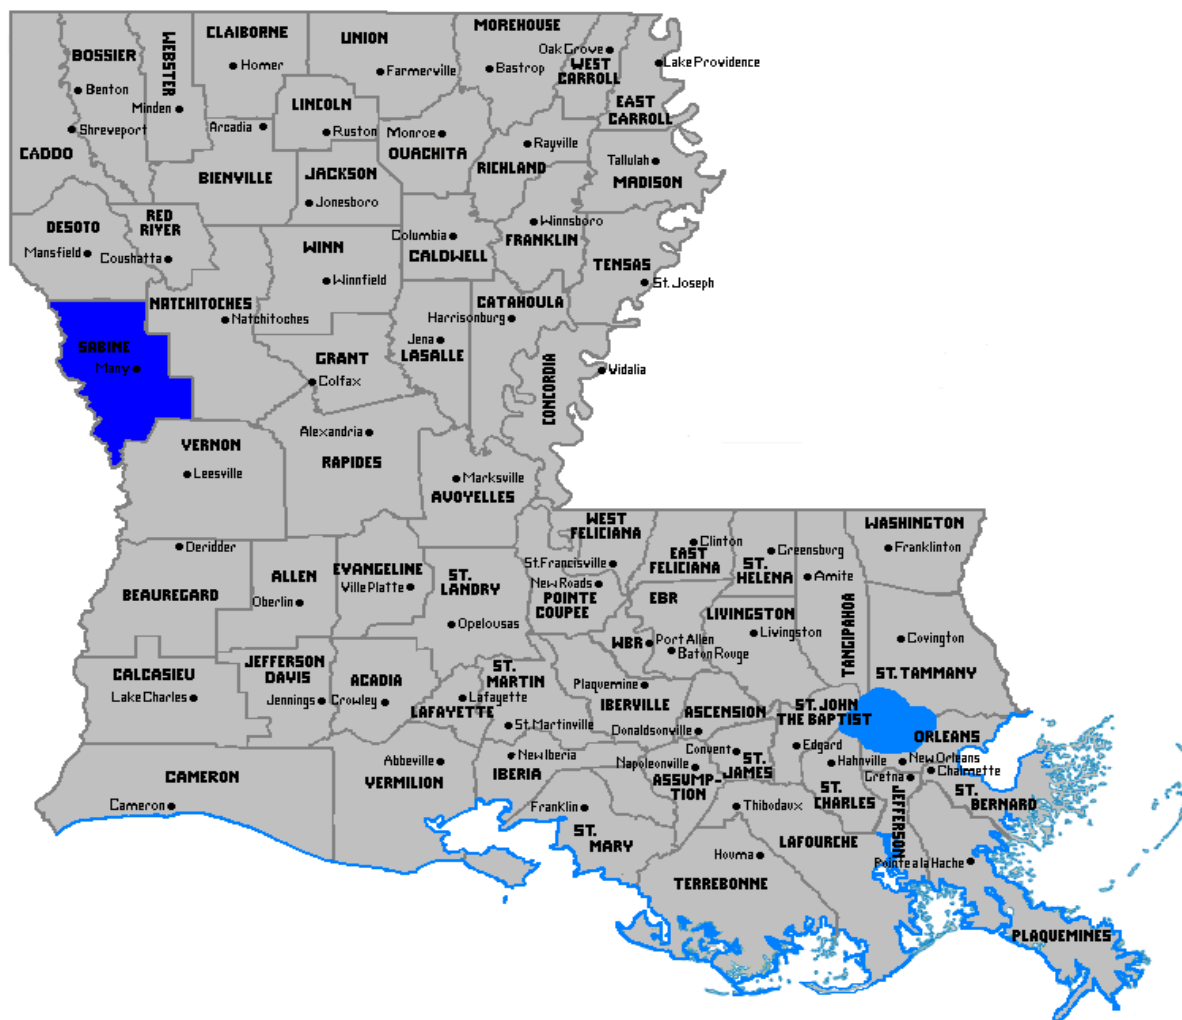 MOREHOUSE
CLAIBORNE
UNION
WEBSTER
BOSSIER
Oak Grove
WEST
CARROLL
Lake Providence
Homer
Farmerville
Bastrop
Benton
Minden
LINCOLN
EAST
CARROLL
Shreveport
Arcadia
Ruston
Monroe
OUACHITA
Rayville
CADDO
RICHLAND
Tallulah
MADISON
BIENVILLE
JACKSON
Jonesboro
DESOTO
RED
RIVER
Winnsboro
FRANKLIN
Columbia
CALDWELL
WINN
Mansfield
Coushatta
TENSAS
St. Joseph
Winnfield
NATCHITOCHES
Natchitoches
CATAHOULA
Harrisonburg
SABINE
Many
GRANT
Colfax
Jena
LASALLE
CONCORDIA
Vidalia
VERNON
Leesville
Alexandria
RAPIDES
Marksville
AVOYELLES
WEST
FELICIANA
WASHINGTON
Franklinton
Deridder
Clinton
EAST
FELICIANA
Greensburg
ST.
HELENA
Amite
St. Francisville
ALLEN
Oberlin
EVANGELINE
Ville Platte
ST.
LANDRY
New Roads
POINTE
COUPEE
BEAUREGARD
EBR
LIVINGSTON
Livingston
TANGIPAHOA
Opelousas
WBR
Port Allen
Baton Rouge
Covington
ST. TAMMANY
CALCASIEU
Lake Charles
JEFFERSON
DAVIS
Jennings
ACADIA
Crowley
LAFAYETTE
Lafayette
ST.
MARTIN
St. Martinville
Plaquemine
IBERVILLE
ASCENSION
Donaldsonville
ST. JOHN
THE BAPTIST
ORLEANS
Edgard
Convent
ST.
JAMES
Napoleonville
ASSUMP-
TION
Hahnville
New Orleans
Gretna
Chalmette
CAMERON
Cameron
Abbeville
VERMILION
New Iberia
IBERIA
ST.
CHARLES
JEFFERSON
ST.
BERNARD
Franklin
ST.
MARY
Thibodaux
LAFOURCHE
Houma
TERREBONNE
Pointe a la Hache
PLAQUEMINES